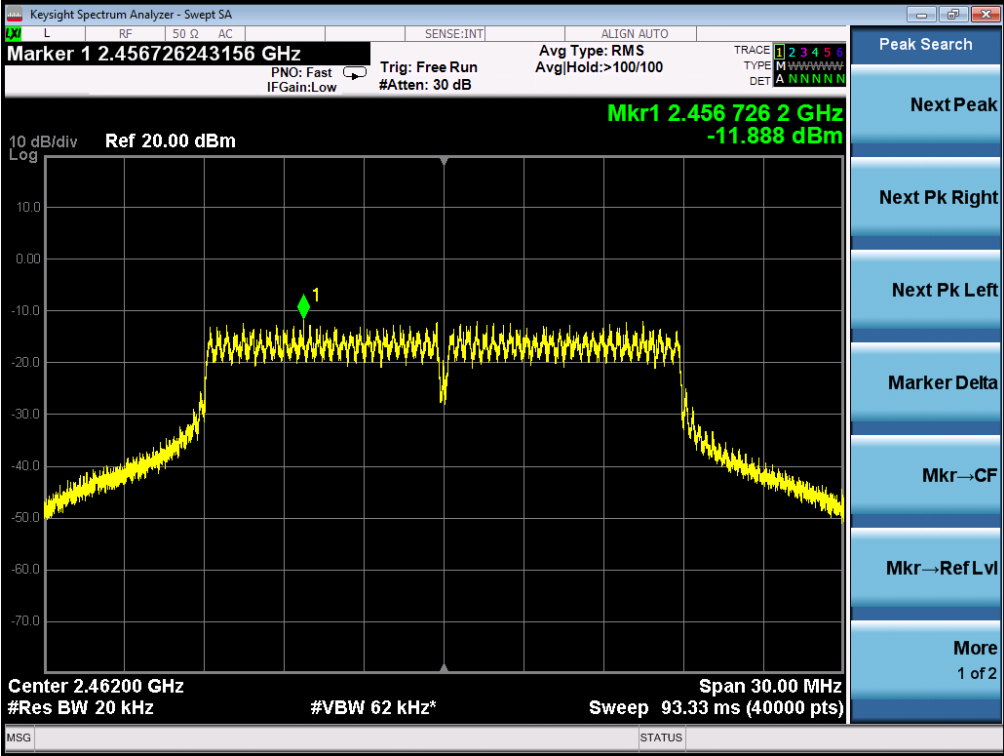 Keysight Spectrum Analyzer - Swept SA
LXI L RF 50 Ω AC SENSE:INT ALIGN AUTO
Marker 1 2.456726243156 GHz
PNO: Fast
IFGain:Low
Trig: Free Run
#Atten: 30 dB
Avg Type: RMS
Avg|Hold:>100/100
TRACE 1 2 3 4 5 6
TYPE M WWWWW
DET A N N N N N
Mkr1 2.456 726 2 GHz
-11.888 dBm
10 dB/div Ref 20.00 dBm
Log
10.0
0.00
-10.0
-20.0
-30.0
-40.0
-50.0
-60.0
-70.0
1
Center 2.46200 GHz Span 30.00 MHz
#Res BW 20 kHz #VBW 62 kHz* Sweep 93.33 ms (40000 pts)
MSG STATUS
Peak Search
Next Peak
Next Pk Right
Next Pk Left
Marker Delta
Mkr→CF
Mkr→Ref Lvl
More
1 of 2